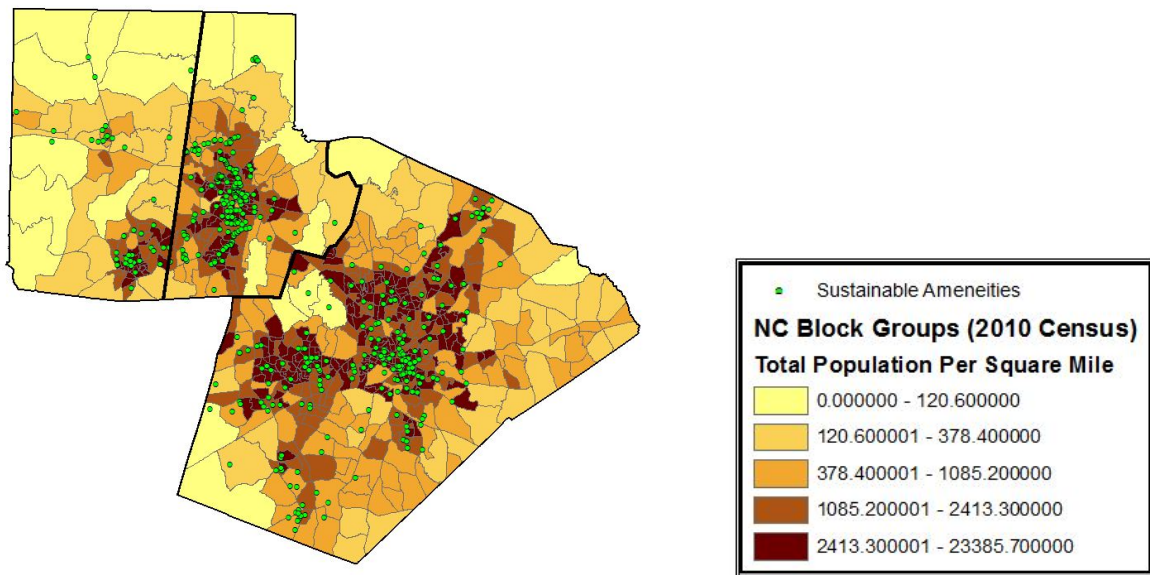 Sustainable Ameneities
NC Block Groups (2010 Census)
Total Population Per Square Mile
0.000000 - 120.600000
120.600001 - 378.400000
378.400001 - 1085.200000
1085.200001 - 2413.300000
2413.300001 - 23385.700000